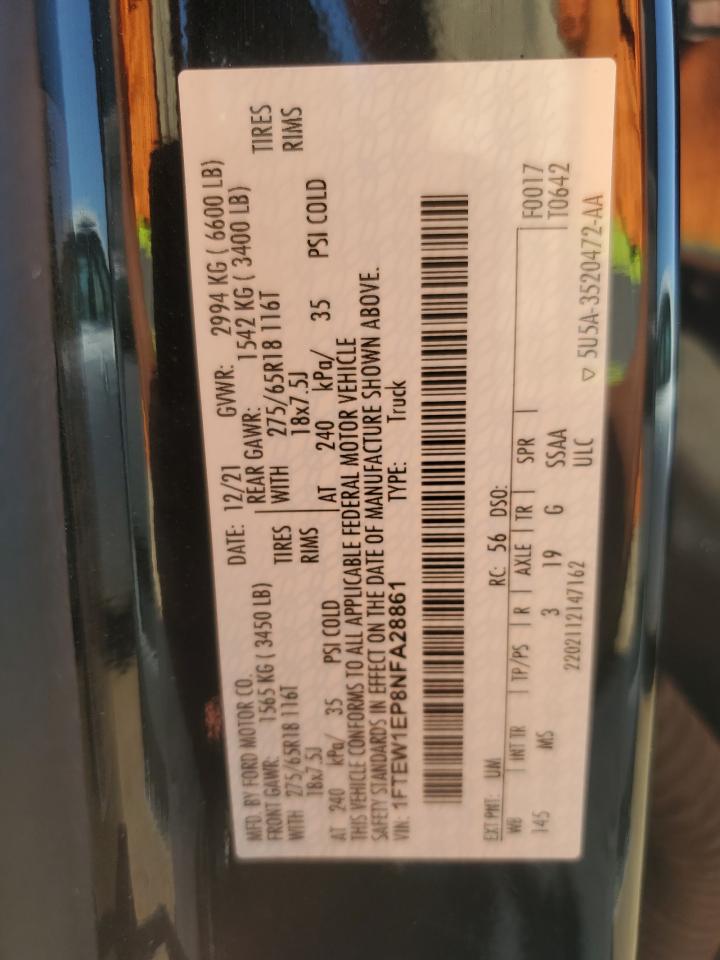 MFD. BY FORD MOTOR CO. DATE: 12/21 GVWR: 2994 KG ( 6600 LB)
FRONT GAWR: 1565 KG ( 3450 LB) REAR GAWR: 1542 KG ( 3400 LB)
WITH 275/65R18 116T TIRES WITH 275/65R18 116T TIRES
18x7.5J RIMS 18x7.5J RIMS
AT 240 kPa/ 35 PSI COLD AT 240 kPa/ 35 PSI COLD
THIS VEHICLE CONFORMS TO ALL APPLICABLE FEDERAL MOTOR VEHICLE
SAFETY STANDARDS IN EFFECT ON THE DATE OF MANUFACTURE SHOWN ABOVE.
VIN: 1FTEW1EP8NFA28861 TYPE: Truck
EXT PNT: UM RC: 56 DSO:
WB INT TR TP/PS R AXLE TR SPR F0017
145 MS 3 19 G SSAA T0642
2202112147162 ULC
▽ 5U5A-3520472-AA